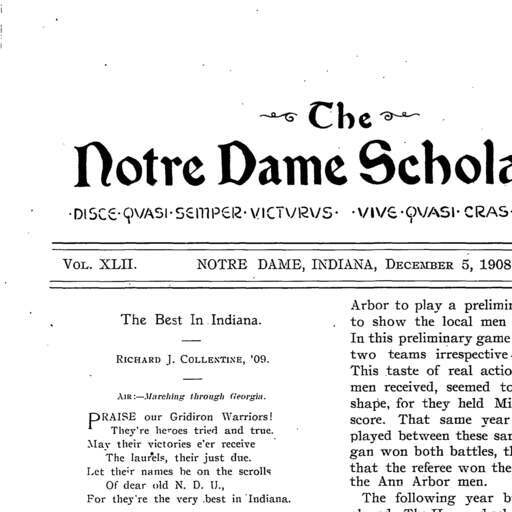 The
Notre Dame Schola
·DISCE·QVASI·SEMPER·VICTVRVS· ·VIVE·QVASI·CRAS
VOL. XLII. NOTRE DAME, INDIANA, DECEMBER 5, 1908
The Best In Indiana.
RICHARD J. COLLENTINE, '09.
AIR:—Marching through Georgia.
PRAISE our Gridiron Warriors!
They're heroes tried and true.
May their victories e'er receive
The laurels, their just due.
Let their names be on the scrolls
Of dear old N. D. U.,
For they're the very best in Indiana.
Arbor to play a prelimin
to show the local men
In this preliminary game
two teams irrespective
This taste of real actio
men received, seemed to
shape, for they held Mi
score. That same year
played between these sam
gan won both battles, th
that the referee won the
the Ann Arbor men.
The following year b